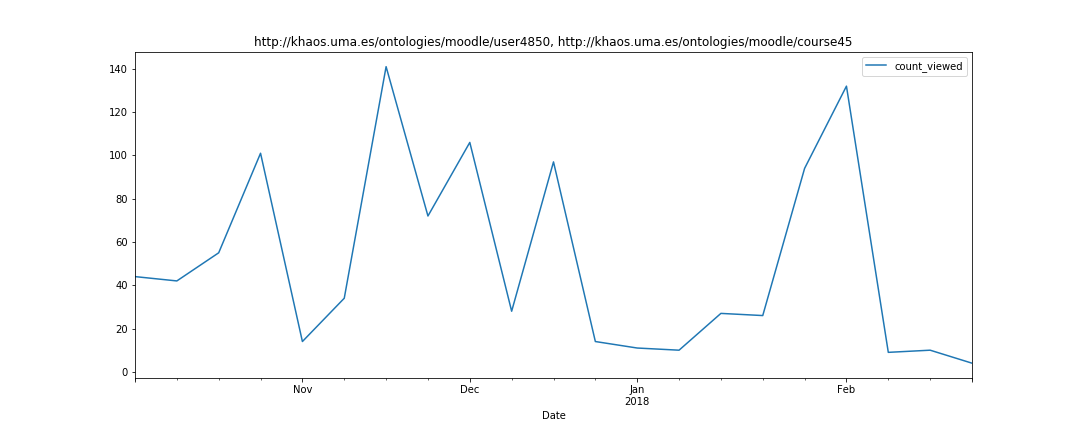 http://khaos.uma.es/ontologies/moodle/user4850, http://khaos.uma.es/ontologies/moodle/course45
count_viewed
140
120
100
80
60
40
20
0
Nov Dec Jan Feb
2018
Date